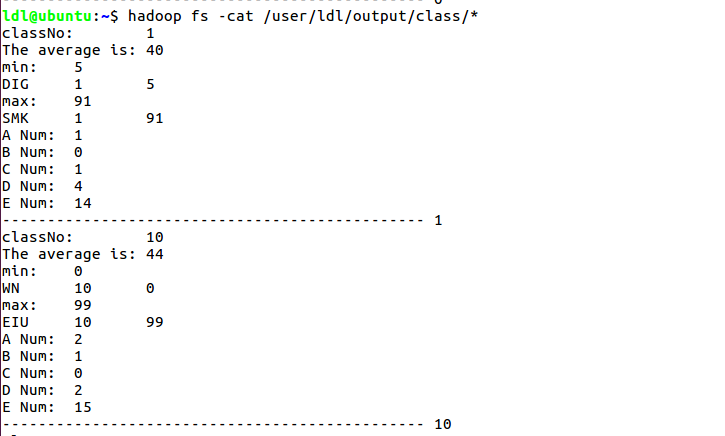 ----------------------------------------------- 0
ldl@ubuntu:~$ hadoop fs -cat /user/ldl/output/class/*
classNo:        1
The average is: 40
min:    5
DIG     1       5
max:    91
SMK     1       91
A Num:  1
B Num:  0
C Num:  1
D Num:  4
E Num:  14
----------------------------------------------- 1
classNo:        10
The average is: 44
min:    0
WN      10      0
max:    99
EIU     10      99
A Num:  2
B Num:  1
C Num:  0
D Num:  2
E Num:  15
----------------------------------------------- 10